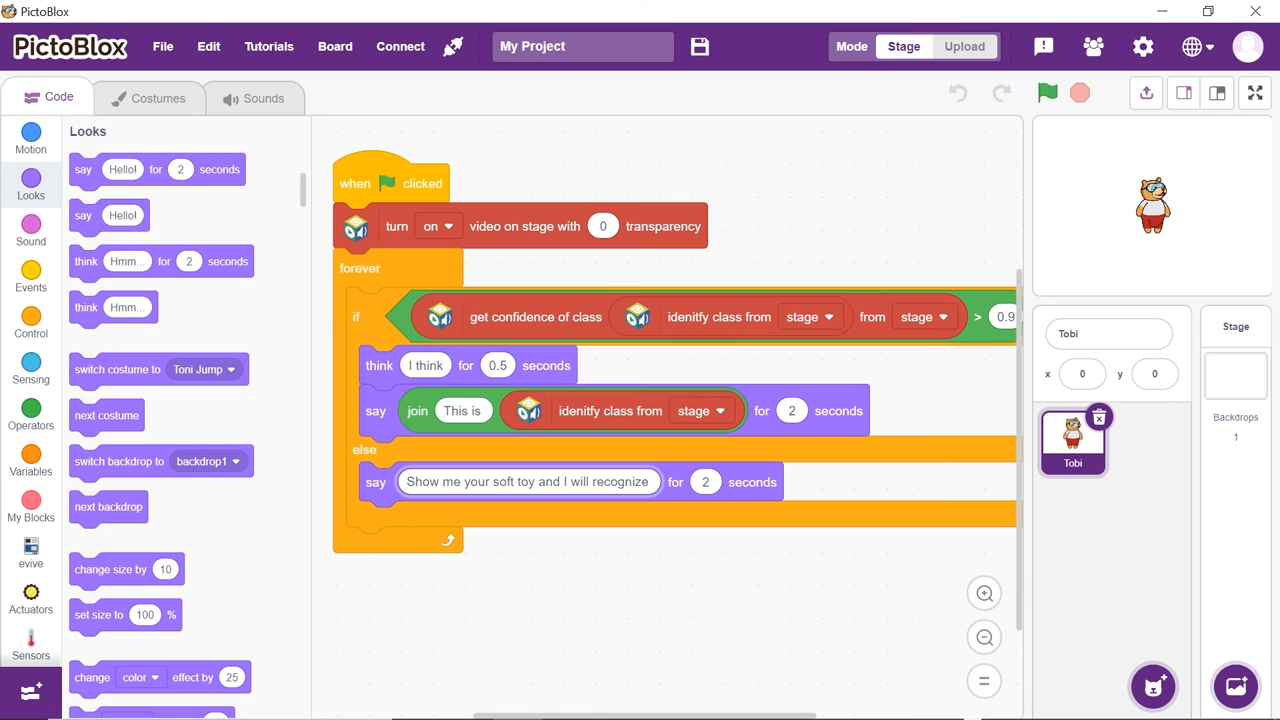 PictoBlox
PictoBlox File Edit Tutorials Board Connect My Project Mode Stage Upload
Code Costumes Sounds
Motion
Looks
Sound
Events
Control
Sensing
Operators
Variables
My Blocks
evive
Actuators
Sensors
Looks
say Hello! for 2 seconds
say Hello!
think Hmm... for 2 seconds
think Hmm...
switch costume to Toni Jump
next costume
switch backdrop to backdrop1
next backdrop
change size by 10
set size to 100 %
change color effect by 25
when clicked
turn on video on stage with 0 transparency
forever
if get confidence of class idenitfy class from stage from stage > 0.9
think I think for 0.5 seconds
say join This is idenitfy class from stage for 2 seconds
else
say Show me your soft toy and I will recognize for 2 seconds
Tobi
x 0 y 0
Tobi
Stage
Backdrops
1